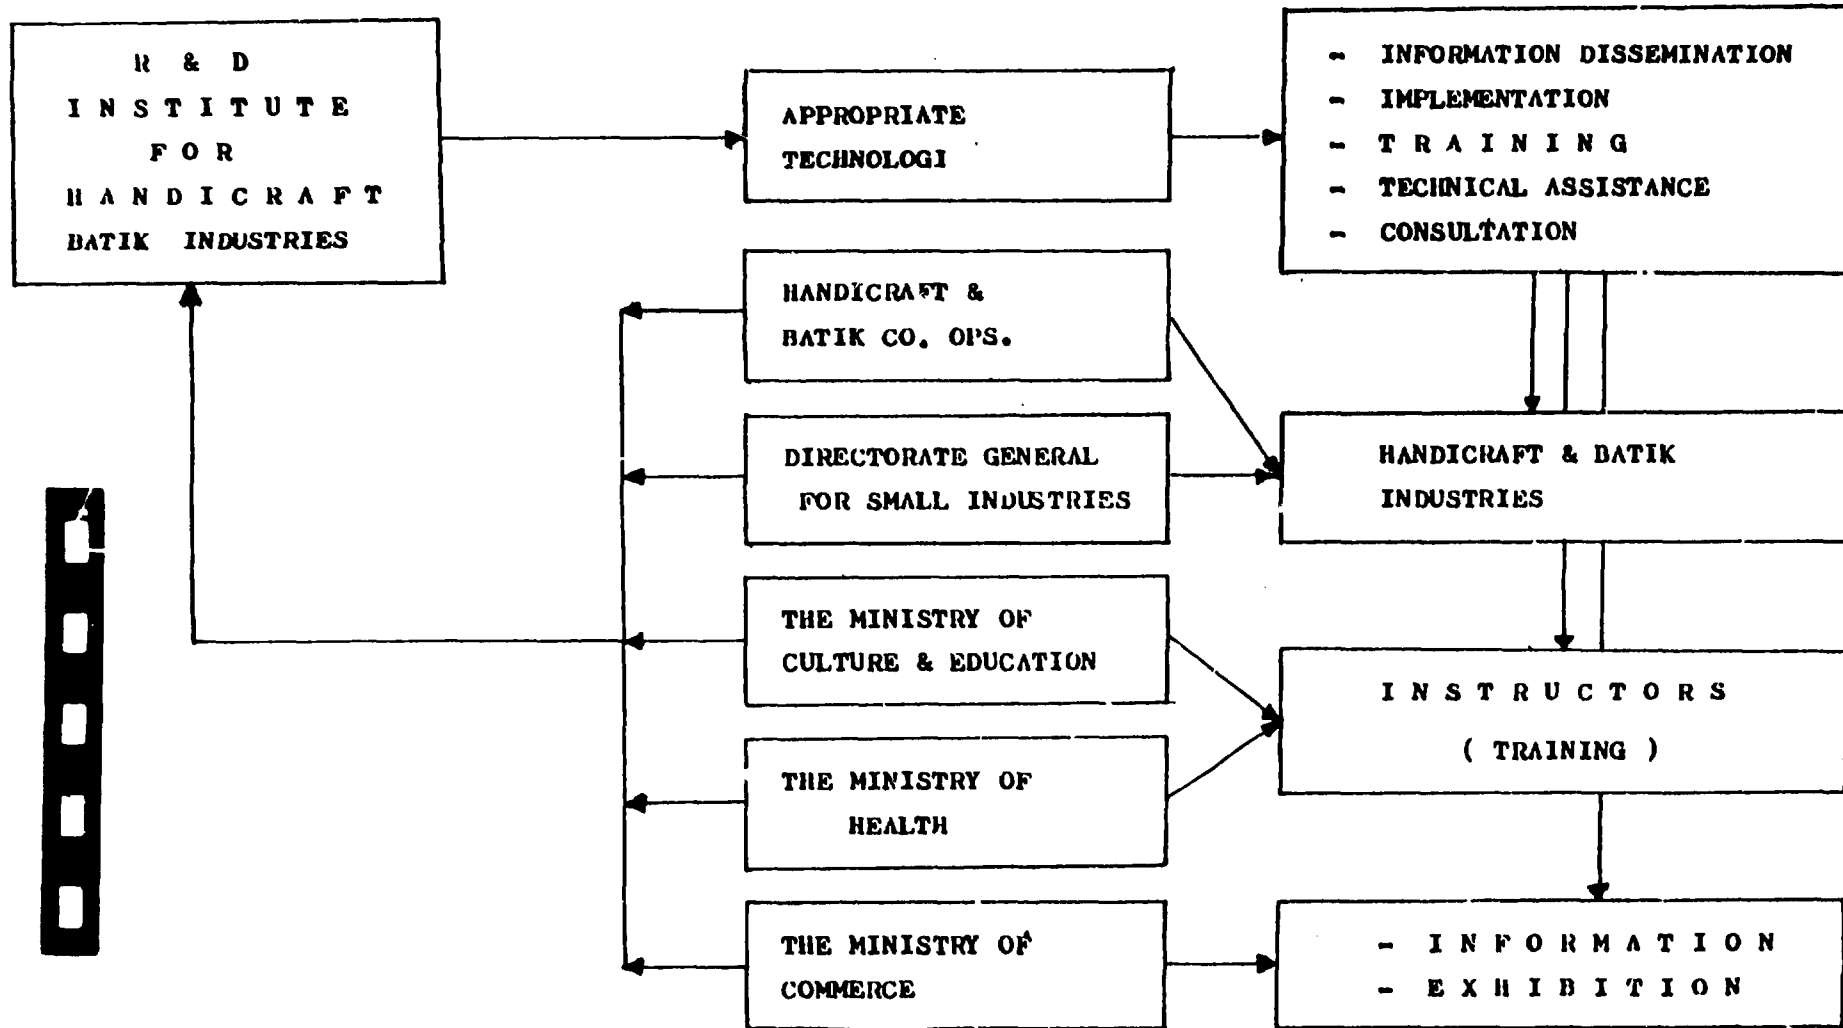 R & D
INSTITUTE
FOR
HANDICRAFT
BATIK INDUSTRIES
APPROPRIATE
TECHNOLOGI
- INFORMATION DISSEMINATION
- IMPLEMENTATION
- TRAINING
- TECHNICAL ASSISTANCE
- CONSULTATION
HANDICRAFT &
BATIK CO. OPS.
DIRECTORATE GENERAL
FOR SMALL INDUSTRIES
HANDICRAFT & BATIK
INDUSTRIES
THE MINISTRY OF
CULTURE & EDUCATION
INSTRUCTORS
( TRAINING )
THE MINISTRY OF
HEALTH
THE MINISTRY OF
COMMERCE
- INFORMATION
- EXHIBITION